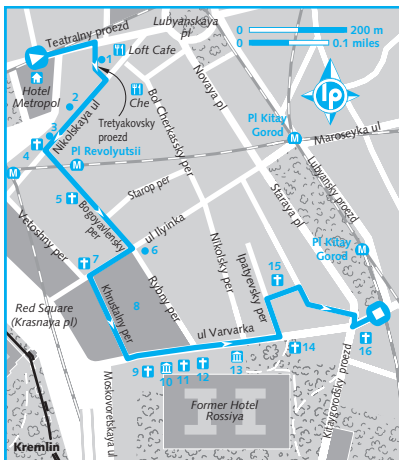 Teatralny proezd
Lubyanskaya
pl
0 200 m
0 0.1 miles
1
Loft Cafe
Hotel
Metropol
2
Che
Tretyakovsky
proezd
Nikolskaya ul
Bol Cherkassky per
Novaya pl
lp
3
4
Pl Revolyutsii
M
M
Pl Kitay
Gorod
M
Maroseyka ul
Lubyansky proezd
Starop per
5
Bogoyavlensky
per
ul Ilyinka
Staraya pl
Vetoshny per
6
Nikolsky per
Ipatyevsky per
Pl Kitay
Gorod
M
7
15
Red Square
(Krasnaya pl)
Khrustalny per
8
Rybny per
ul Varvarka
9
10
11
12
13
14
16
Moskvoretskaya ul
Former Hotel
Rossiya
Kitaygorodsky proezd
Kremlin